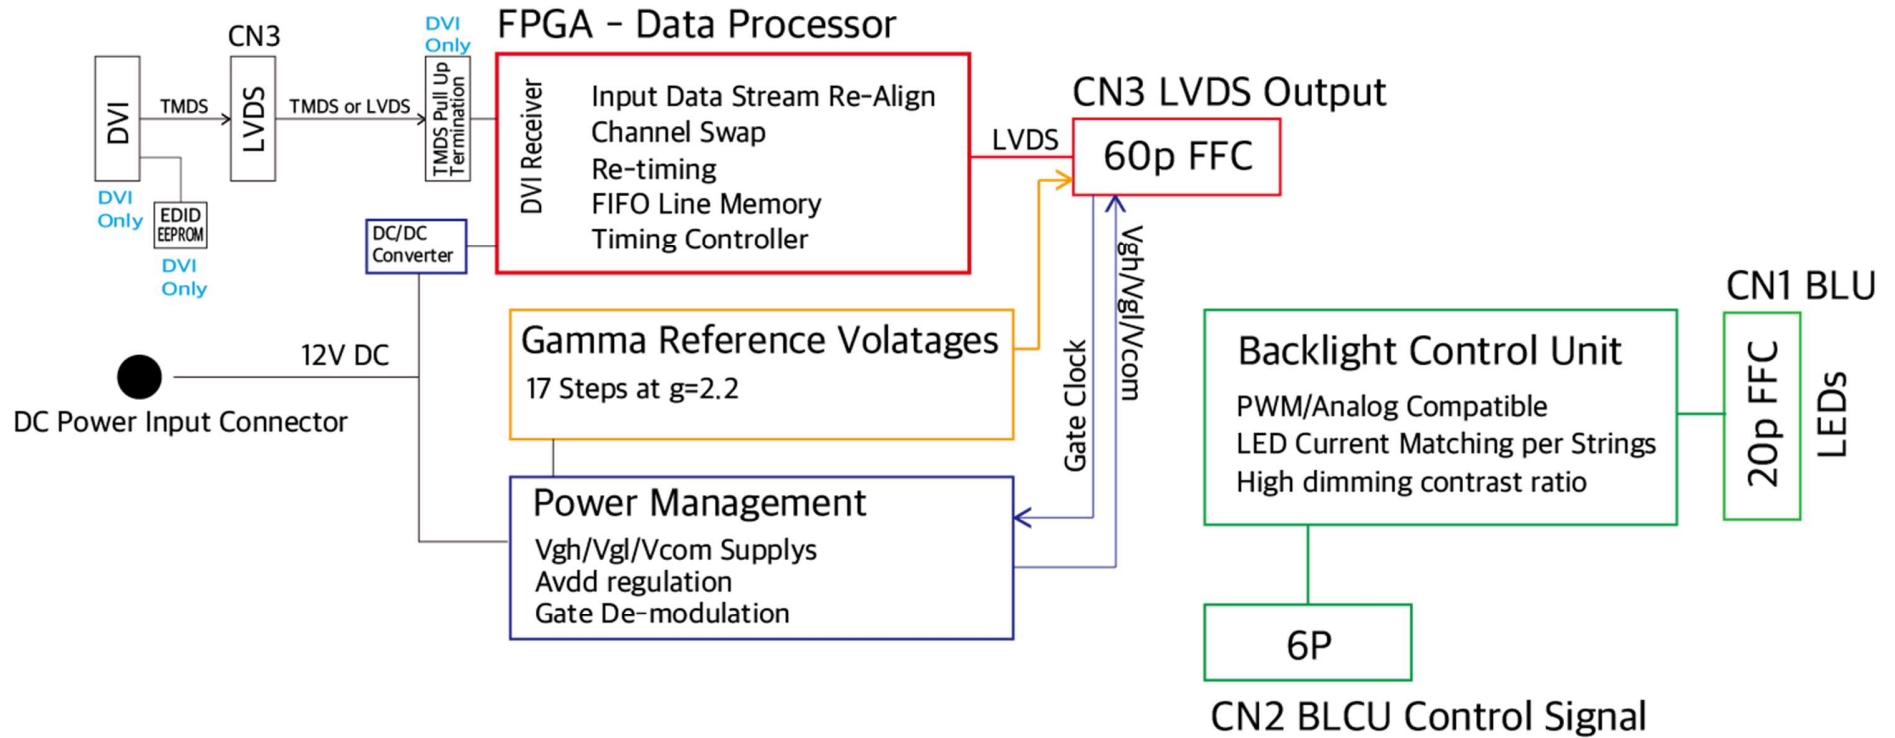 DVI
Only
FPGA - Data Processor
CN3
DVI
TMDS
LVDS
TMDS or LVDS
TMDS Pull Up
Termination
DVI Receiver
Input Data Stream Re-Align
Channel Swap
Re-timing
FIFO Line Memory
Timing Controller
LVDS
CN3 LVDS Output
60p FFC
DVI
Only
EDID
EEPROM
DVI
Only
DC/DC
Converter
12V DC
DC Power Input Connector
Gamma Reference Volatages
17 Steps at g=2.2
Gate Clock
Vgh/Vgl/Vcom
Power Management
Vgh/Vgl/Vcom Supplys
Avdd regulation
Gate De-modulation
Backlight Control Unit
PWM/Analog Compatible
LED Current Matching per Strings
High dimming contrast ratio
CN1 BLU
20p FFC
LEDs
6P
CN2 BLCU Control Signal